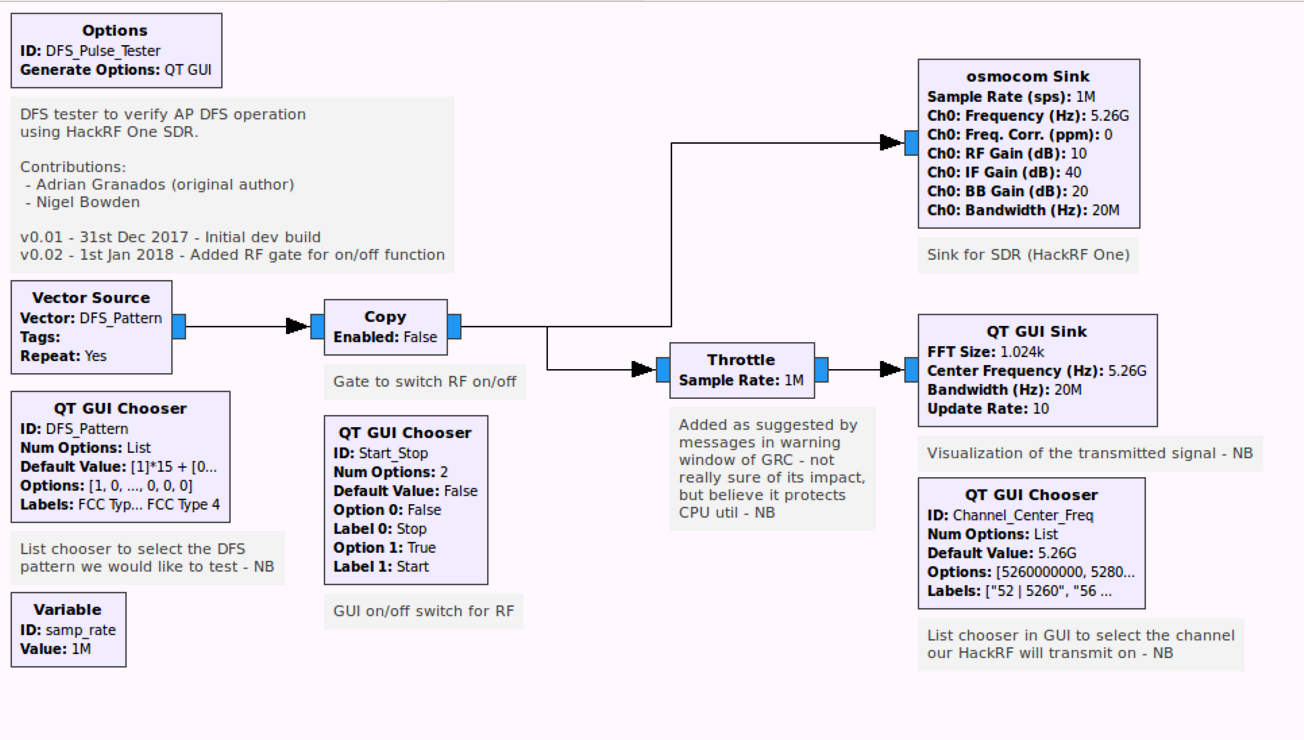 Options
ID: DFS_Pulse_Tester
Generate Options: QT GUI
DFS tester to verify AP DFS operation
using HackRF One SDR.
Contributions:
- Adrian Granados (original author)
- Nigel Bowden
v0.01 - 31st Dec 2017 - Initial dev build
v0.02 - 1st Jan 2018 - Added RF gate for on/off function
Vector Source
Vector: DFS_Pattern
Tags:
Repeat: Yes
QT GUI Chooser
ID: DFS_Pattern
Num Options: List
Default Value: [1]*15 + [0...
Options: [1, 0, ..., 0, 0, 0]
Labels: FCC Typ... FCC Type 4
List chooser to select the DFS
pattern we would like to test - NB
Variable
ID: samp_rate
Value: 1M
Copy
Enabled: False
Gate to switch RF on/off
QT GUI Chooser
ID: Start_Stop
Num Options: 2
Default Value: False
Option 0: False
Label 0: Stop
Option 1: True
Label 1: Start
GUI on/off switch for RF
Throttle
Sample Rate: 1M
Added as suggested by
messages in warning
window of GRC - not
really sure of its impact,
but believe it protects
CPU util - NB
osmocom Sink
Sample Rate (sps): 1M
Ch0: Frequency (Hz): 5.26G
Ch0: Freq. Corr. (ppm): 0
Ch0: RF Gain (dB): 10
Ch0: IF Gain (dB): 40
Ch0: BB Gain (dB): 20
Ch0: Bandwidth (Hz): 20M
Sink for SDR (HackRF One)
QT GUI Sink
FFT Size: 1.024k
Center Frequency (Hz): 5.26G
Bandwidth (Hz): 20M
Update Rate: 10
Visualization of the transmitted signal - NB
QT GUI Chooser
ID: Channel_Center_Freq
Num Options: List
Default Value: 5.26G
Options: [5260000000, 5280...
Labels: ["52 | 5260", "56 ...
List chooser in GUI to select the channel
our HackRF will transmit on - NB